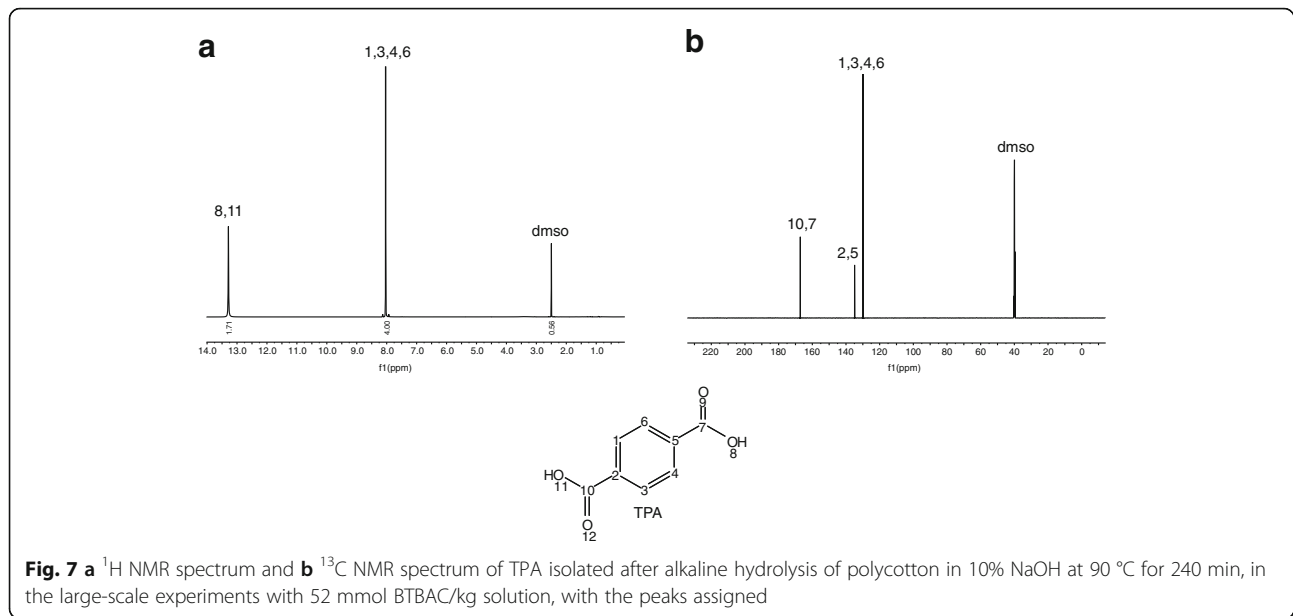 a
1,3,4,6
8,11
dmso
1.71
4.00
0.56
14.0 13.0 12.0 11.0 10.0 9.0 8.0 7.0 6.0 5.0 4.0 3.0 2.0 1.0
f1(ppm)
b
1,3,4,6
dmso
10,7
2,5
220 200 180 160 140 120 100 80 60 40 20 0
f1(ppm)
O
9
6
7
1
5
OH
8
HO
11
2
4
10
3
O
12
TPA
Fig. 7 a ¹H NMR spectrum and b ¹³C NMR spectrum of TPA isolated after alkaline hydrolysis of polycotton in 10% NaOH at 90 °C for 240 min, in
the large-scale experiments with 52 mmol BTBAC/kg solution, with the peaks assigned